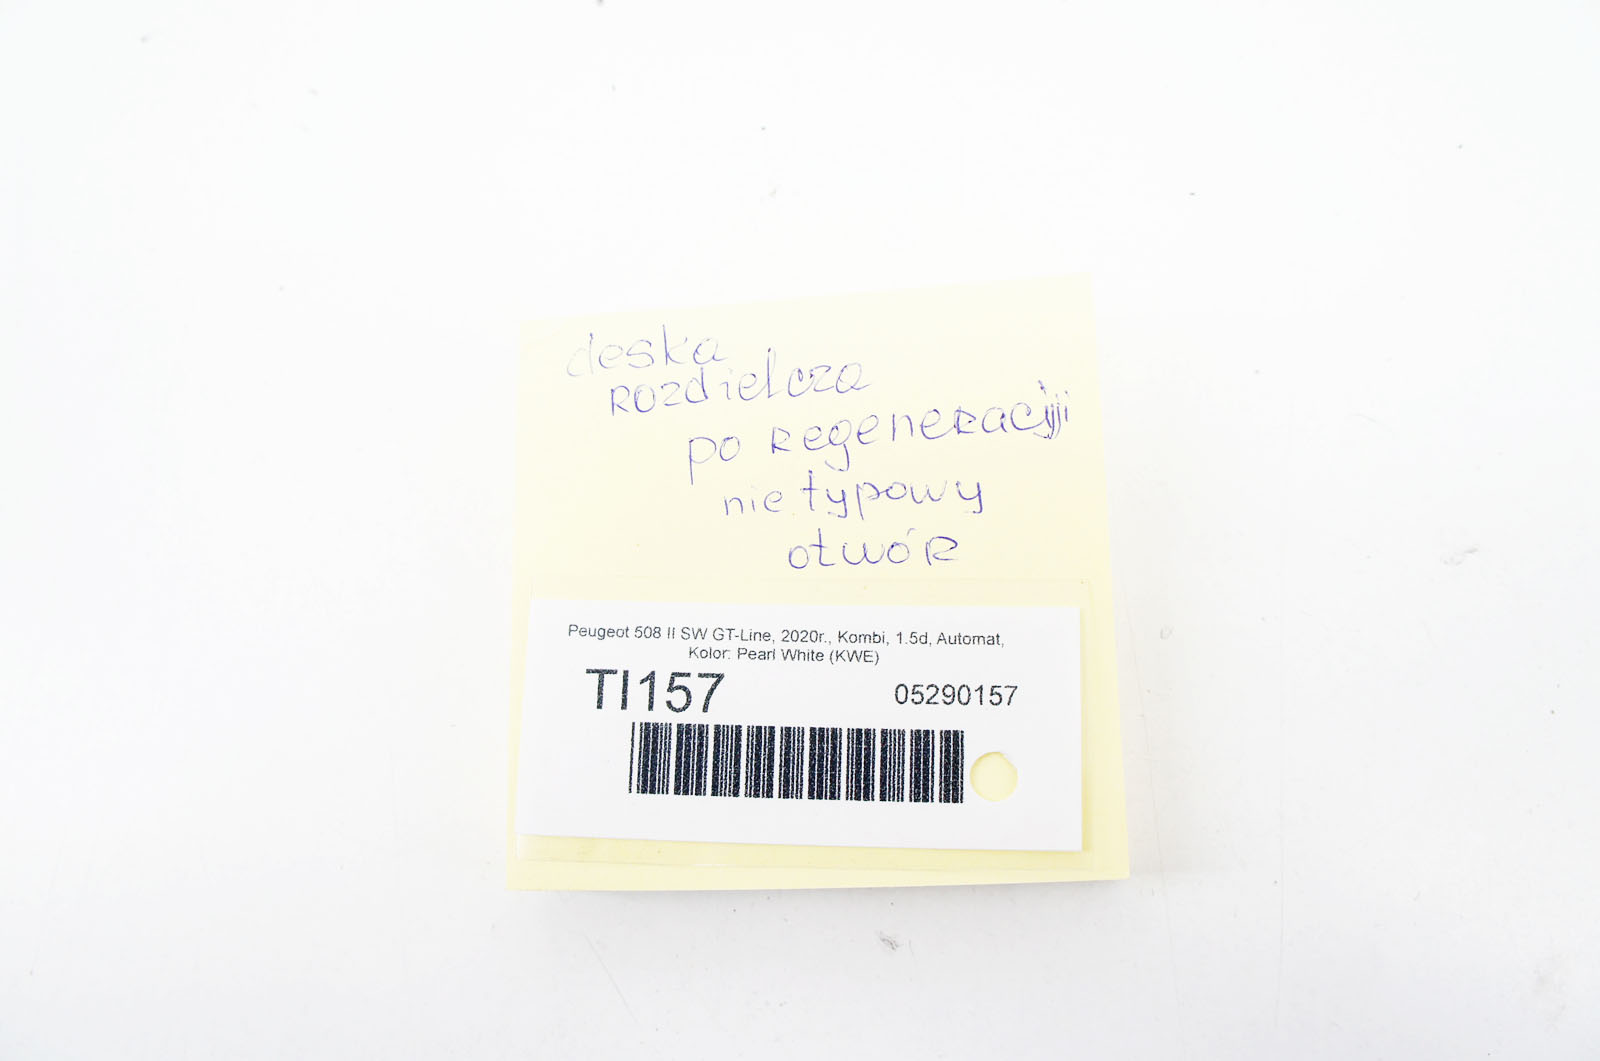 deska
rozdielcza
po regeneracjji
nie typowy
otwór
Peugeot 508 II SW GT-Line, 2020r., Kombi, 1.5d, Automat,
Kolor: Pearl White (KWE)
TI157
05290157